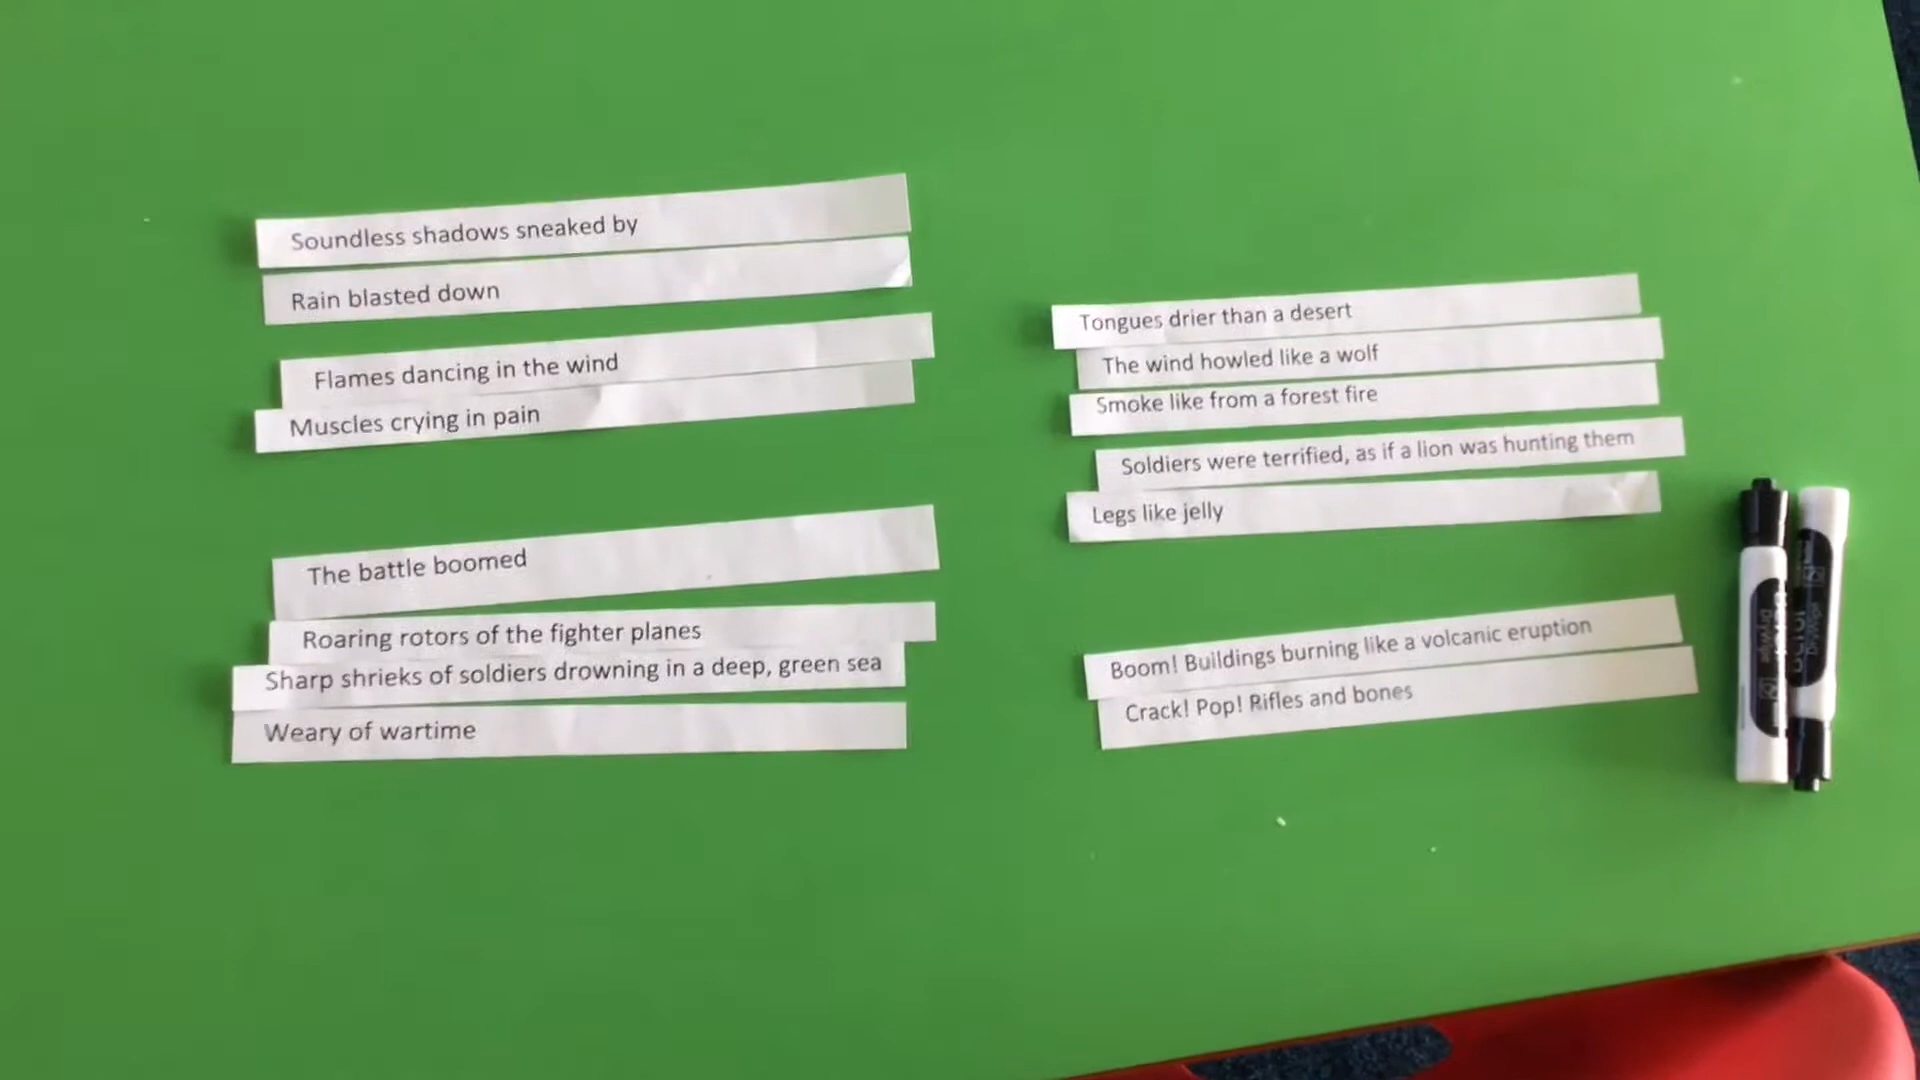 Soundless shadows sneaked by
Rain blasted down
Flames dancing in the wind
Muscles crying in pain
The battle boomed
Roaring rotors of the fighter planes
Sharp shrieks of soldiers drowning in a deep, green sea
Weary of wartime
Tongues drier than a desert
The wind howled like a wolf
Smoke like from a forest fire
Soldiers were terrified, as if a lion was hunting them
Legs like jelly
Boom! Buildings burning like a volcanic eruption
Crack! Pop! Rifles and bones